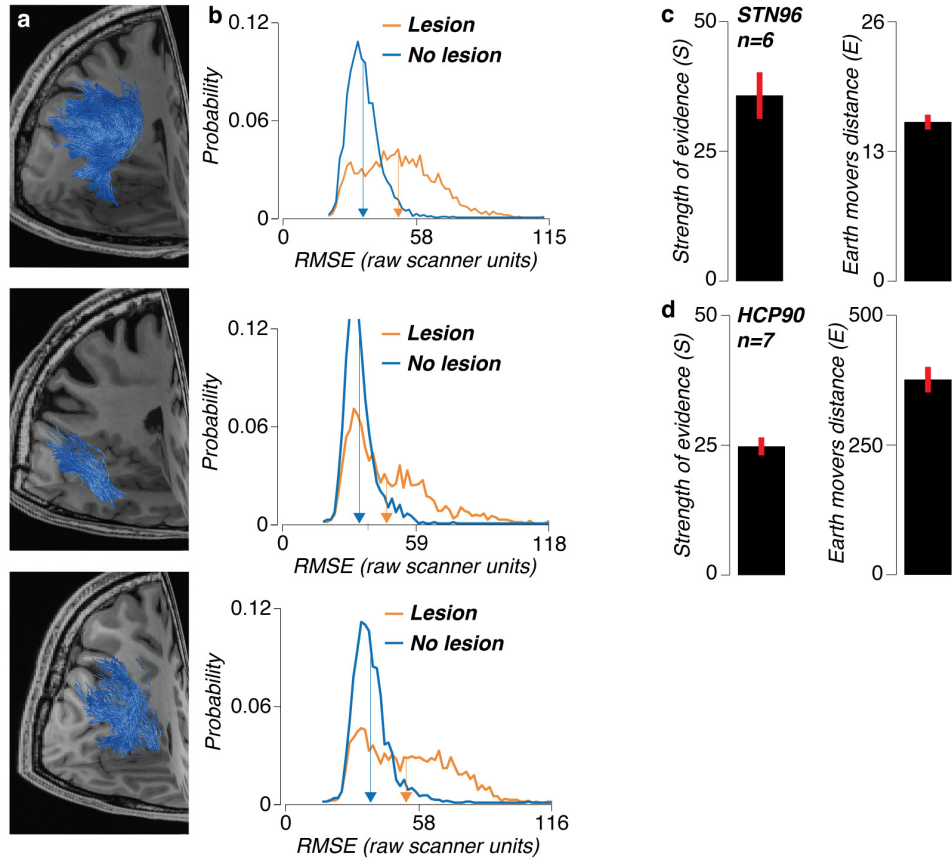 a
b
0.12
Lesion
No lesion
Probability
0.06
0
0
58
115
RMSE (raw scanner units)
0.12
Lesion
No lesion
Probability
0.06
0
0
59
118
RMSE (raw scanner units)
0.12
Lesion
No lesion
Probability
0.06
0
0
58
116
RMSE (raw scanner units)
c
50
STN96
n=6
Strength of evidence (S)
25
0
26
Earth movers distance (E)
13
0
d
50
HCP90
n=7
Strength of evidence (S)
25
0
500
Earth movers distance (E)
250
0